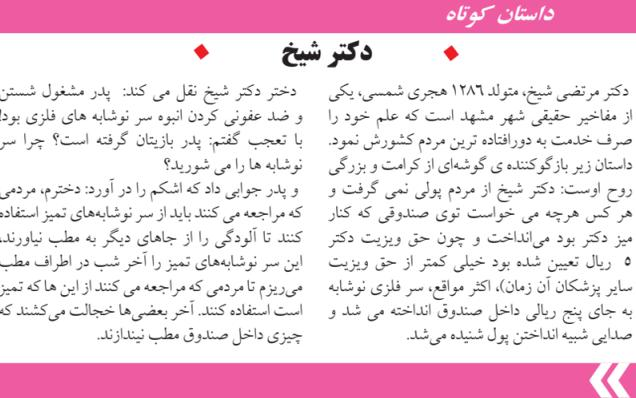 داستان کوتاه
دکتر شیخ
دکتر مرتضی شیخ، متولد ۱۲۸۶ هجری شمسی، یکی
از مفاخیر حقیقی شهر مشهد است که علم خود را
صرف خدمت به دورافتاده ترین مردم کشورش نمود.
داستان زیر بازگوکننده ی گوشه‌ای از کرامت و بزرگی
روح اوست: دکتر شیخ از مردم پولی نمی گرفت و
هر کس هرچه می خواست توی صندوقی که کنار
میز دکتر بود می‌انداخت و چون حق ویزیت دکتر
۵ ریال تعیین شده بود خیلی کمتر از حق ویزیت
سایر پزشکان آن زمان)، اکثر مواقع، سر فلزی نوشابه
به جای پنج ریالی داخل صندوق انداخته می شد و
صدایی شبیه انداختن پول شنیده می‌شد.
دختر دکتر شیخ نقل می کند: پدر مشغول شستن
و ضد عفونی کردن انبوه سر نوشابه های فلزی بود!
با تعجب گفتم: پدر بازیتان گرفته است؟ چرا سر
نوشابه ها را می شورید؟
و پدر جوابی داد که اشکم را در آورد: دخترم، مردمی
که مراجعه می کنند باید از سر نوشابه‌های تمیز استفاده
کنند تا آلودگی را از جاهای دیگر به مطب نیاورند،
این سر نوشابه‌های تمیز را آخر شب در اطراف مطب
می‌ریزم تا مردمی که مراجعه می کنند از این ها که تمیز
است استفاده کنند. آخر بعضی‌ها خجالت می‌کشند که
چیزی داخل صندوق مطب نیندازند.